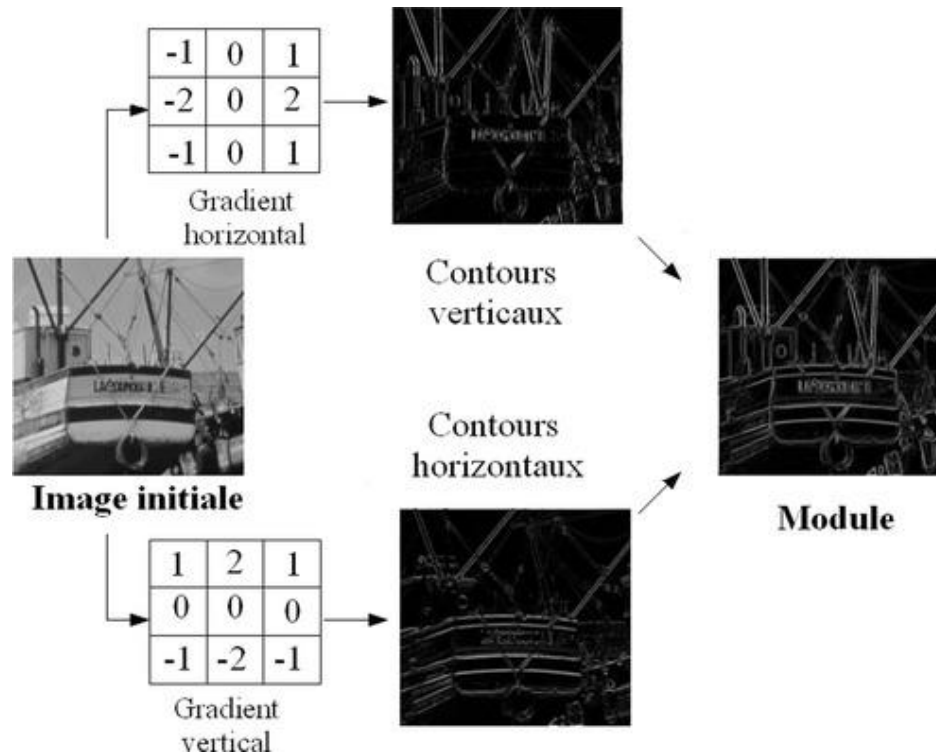 -1 0 1
-2 0 2
-1 0 1
Gradient
horizontal
Contours
verticaux
Image initiale
Contours
horizontaux
Module
1 2 1
0 0 0
-1 -2 -1
Gradient
vertical